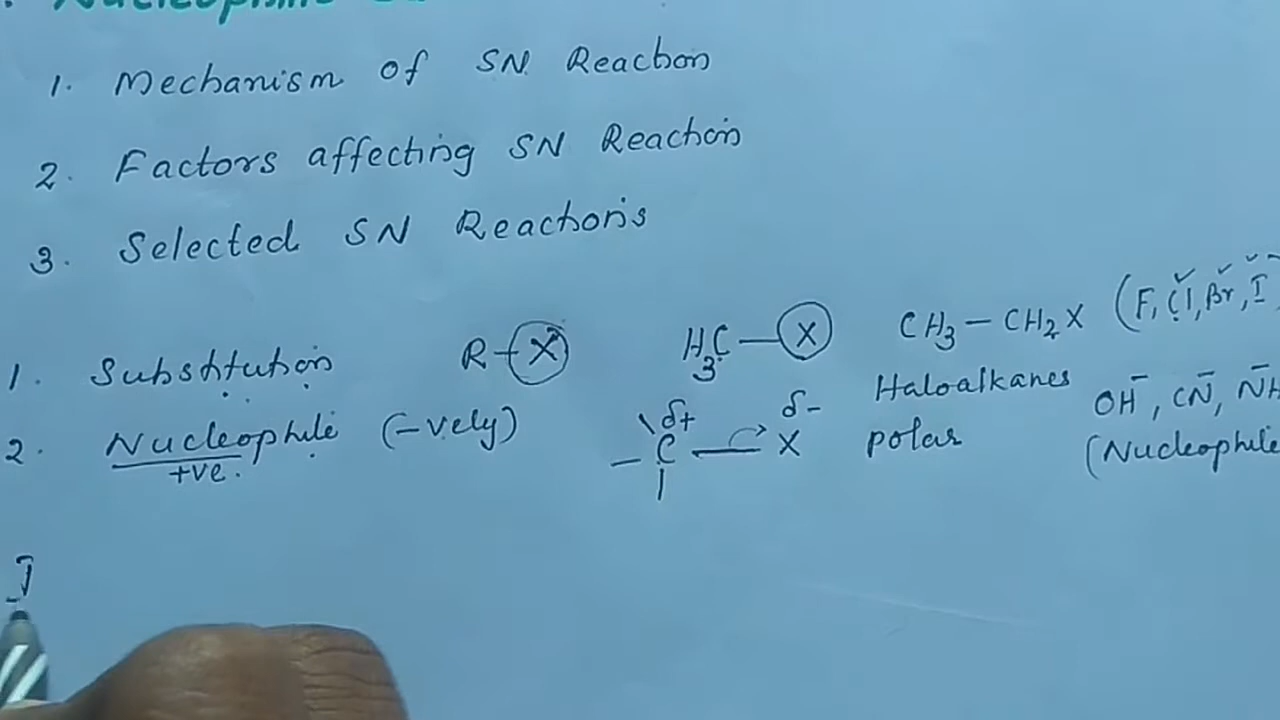 1. Mechanism of SN Reaction
2. Factors affecting SN Reaction
3. Selected SN Reactions
1. Substitution R-X H3C-X CH3-CH2X (F, Cl, Br, I
Haloalkanes
2. Nucleophile (-vely) δ+ δ- polar OH⁻, CN⁻, NH
+ve. -C-X (Nucleophile